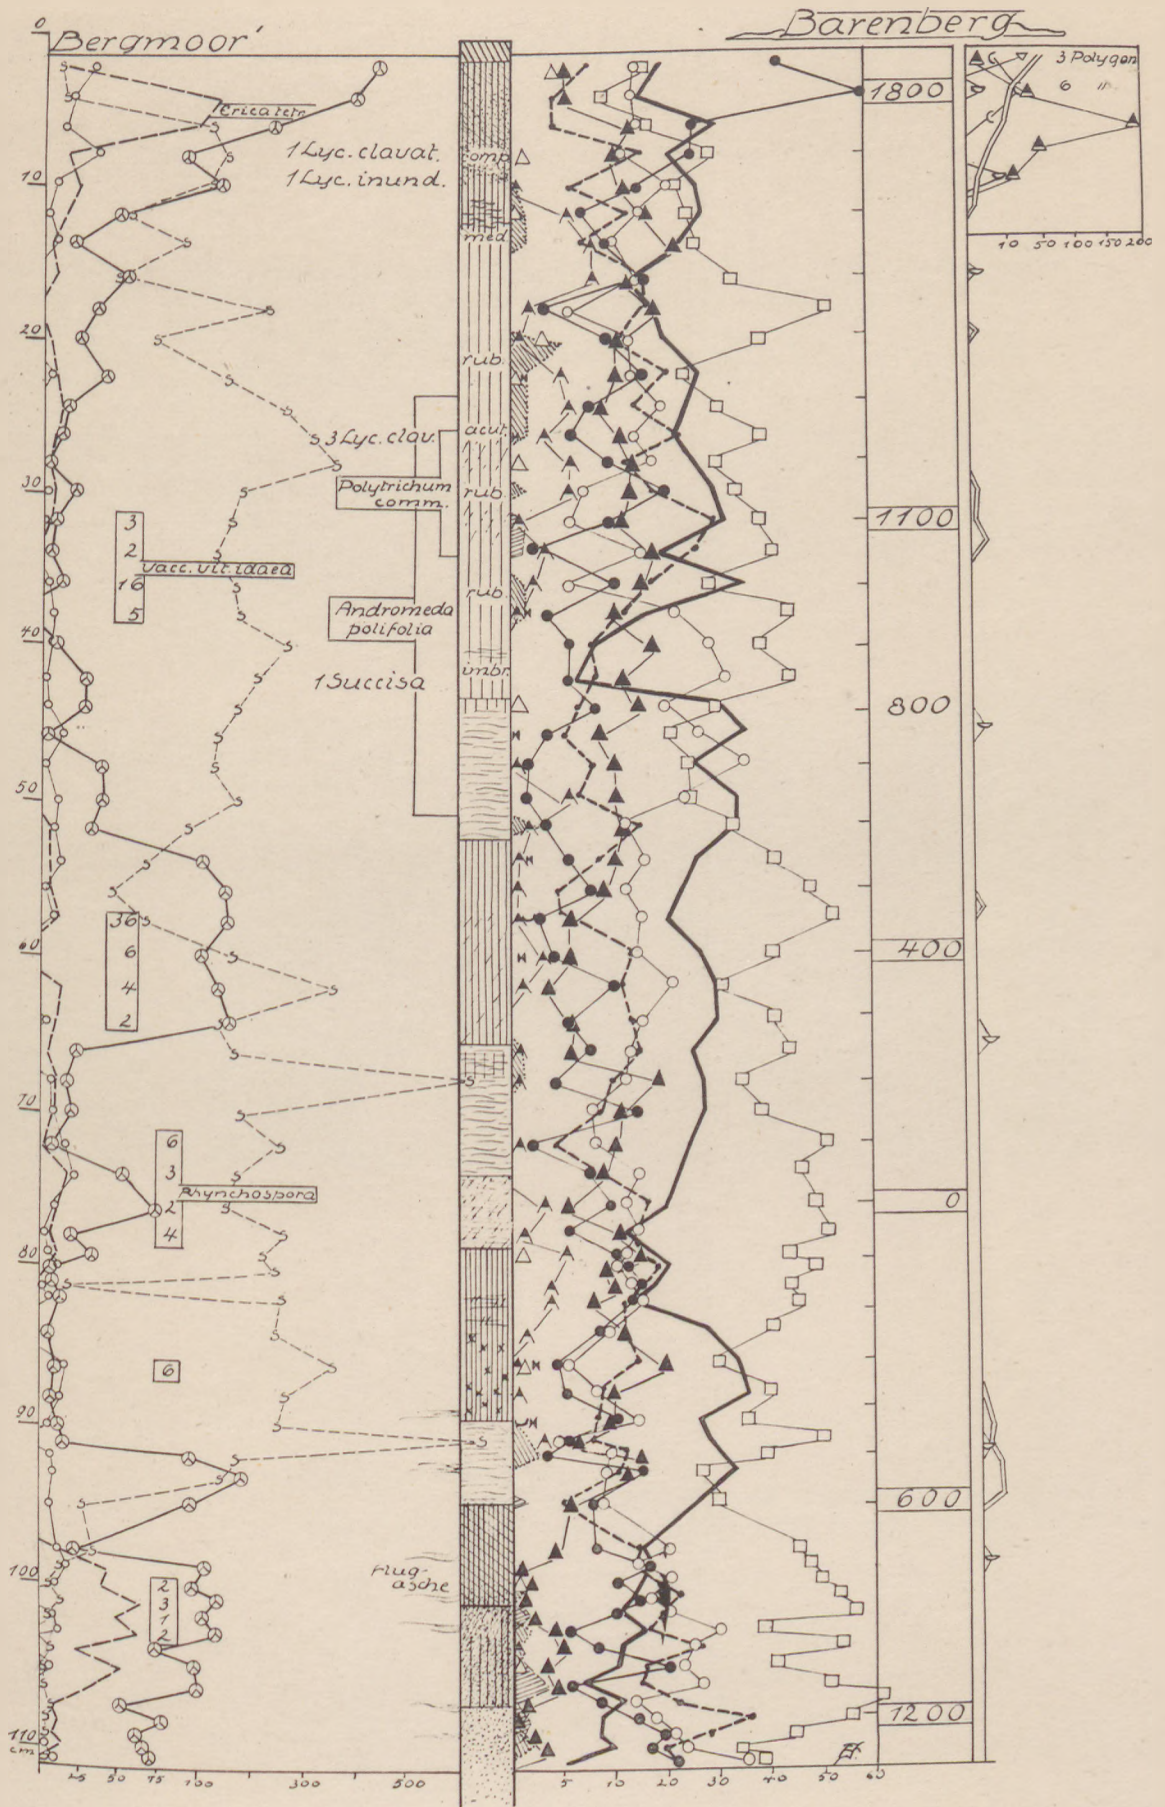 Bergmoor
Barenberg
0
3 Polygon
6 "
1800
Erica tetr
1 Lyc. clavat.
comp
1 Lyc. inund.
10
med.
10 50 100 150 200
20
rub.
3 Lyc. clav.
acut.
30
Polytrichum
comm.
rub.
3
1100
2
Vacc. vit. idaea
16
rub.
5
Andromeda
polifolia
40
imbr.
1 Succisa
800
50
36
60
6
400
4
2
70
6
3
Rhynchospora
2
0
4
80
6
90
600
100
Flug-
asche
2
3
1
2
1200
110
cm
25 50 75 100 300 500
5 10 20 30 40 50 60